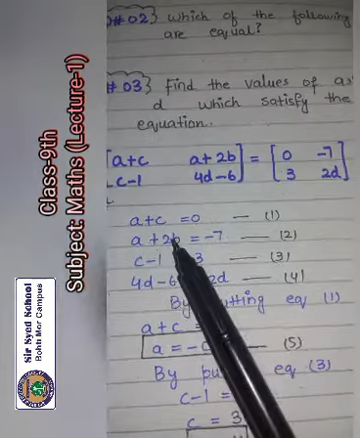 Q#02} Which of the following
are equal?
# 03} Find the values of a,
d which satisfy the
equation.
[a+c a+2b] = [0 -7]
[c-1 4d-6] [3 2d]
a+c = 0 — (1)
a+2b = -7 — (2)
c-1 3 — (3)
4d-6 2d — (4)
By putting eq (1)
a+c =
a = -c — (5)
By pu eq (3)
c-1 =
c = 3
Class-9th
Subject: Maths (Lecture-1)
Sir Syed School
Bohh Mor Campus